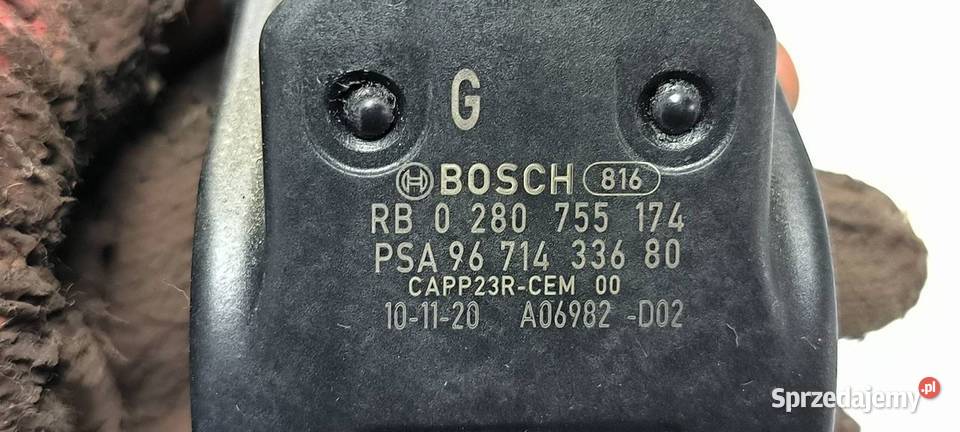 G
BOSCH 816
RB 0 280 755 174
PSA 96 714 336 80
CAPP23R-CEM 00
10-11-20 A06982 -D02
Sprzedajemy.pl